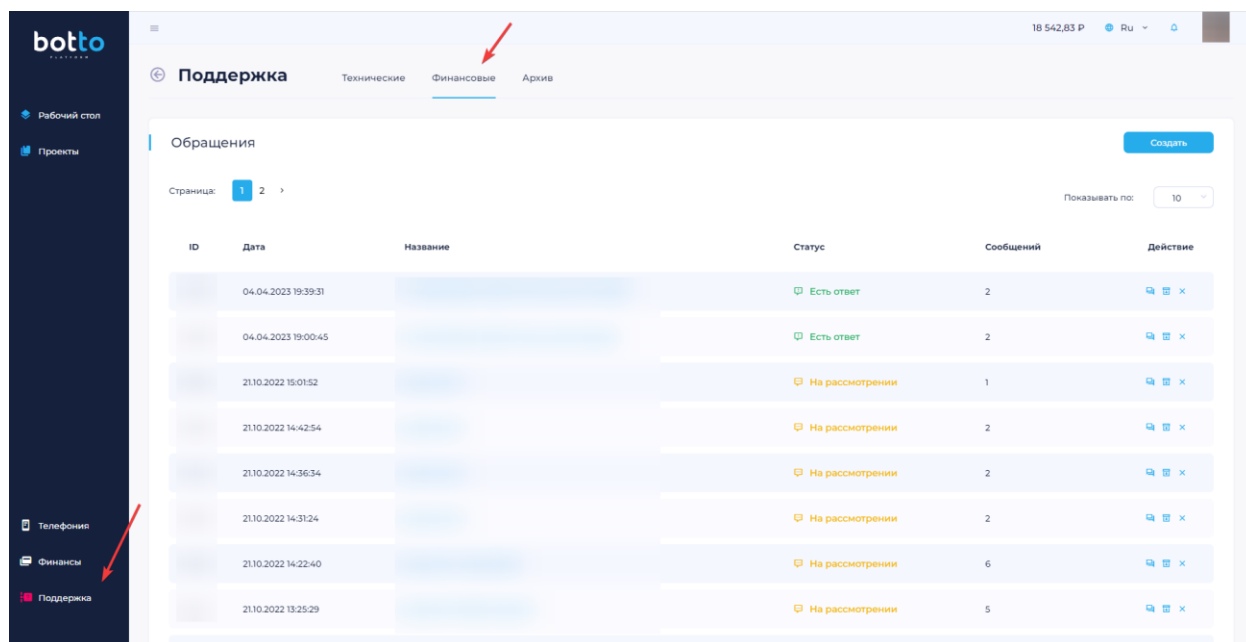 botto
PLATFORM
18 542,83 ₽ Ru
Поддержка Технические Финансовые Архив
Рабочий стол
Проекты
Обращения Создать
Страница: 1 2 > Показывать по: 10
ID Дата Название Статус Сообщений Действие
04.04.2023 19:39:31 Есть ответ 2
04.04.2023 19:00:45 Есть ответ 2
21.10.2022 15:01:52 На рассмотрении 1
21.10.2022 14:42:54 На рассмотрении 2
21.10.2022 14:36:34 На рассмотрении 2
21.10.2022 14:31:24 На рассмотрении 2
21.10.2022 14:22:40 На рассмотрении 6
21.10.2022 13:25:29 На рассмотрении 5
Телефония
Финансы
Поддержка